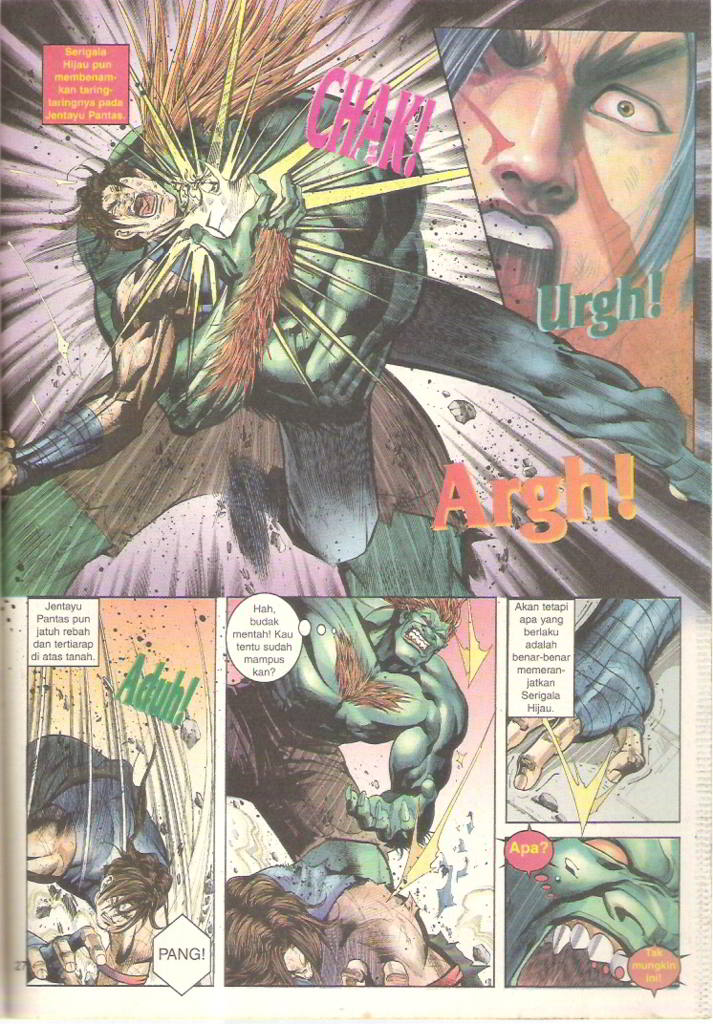 Serigala
Hijau pun
membenam-
kan taring-
taringnya pada
Jentayu Pantas.
CHAK!
Urgh!
Argh!
Jentayu
Pantas pun
jatuh rebah
dan tertiarap
di atas tanah.
Aduh!
PANG!
Hah,
budak
mentah! Kau
tentu sudah
mampus
kan?
Akan tetapi
apa yang
berlaku
adalah
benar-benar
memeran-
jatkan
Serigala
Hijau.
Apa?
Tak
mungkin
ini!
27